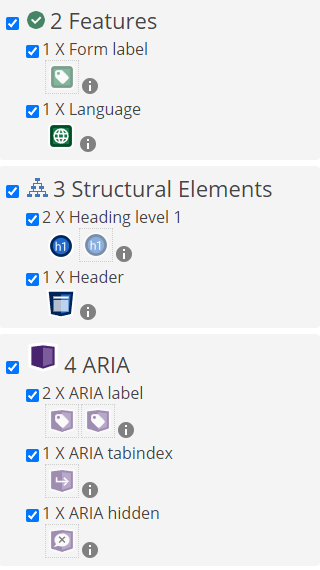 2 Features
1 X Form label
1 X Language
3 Structural Elements
2 X Heading level 1
h1 h1
1 X Header
4 ARIA
2 X ARIA label
1 X ARIA tabindex
1 X ARIA hidden